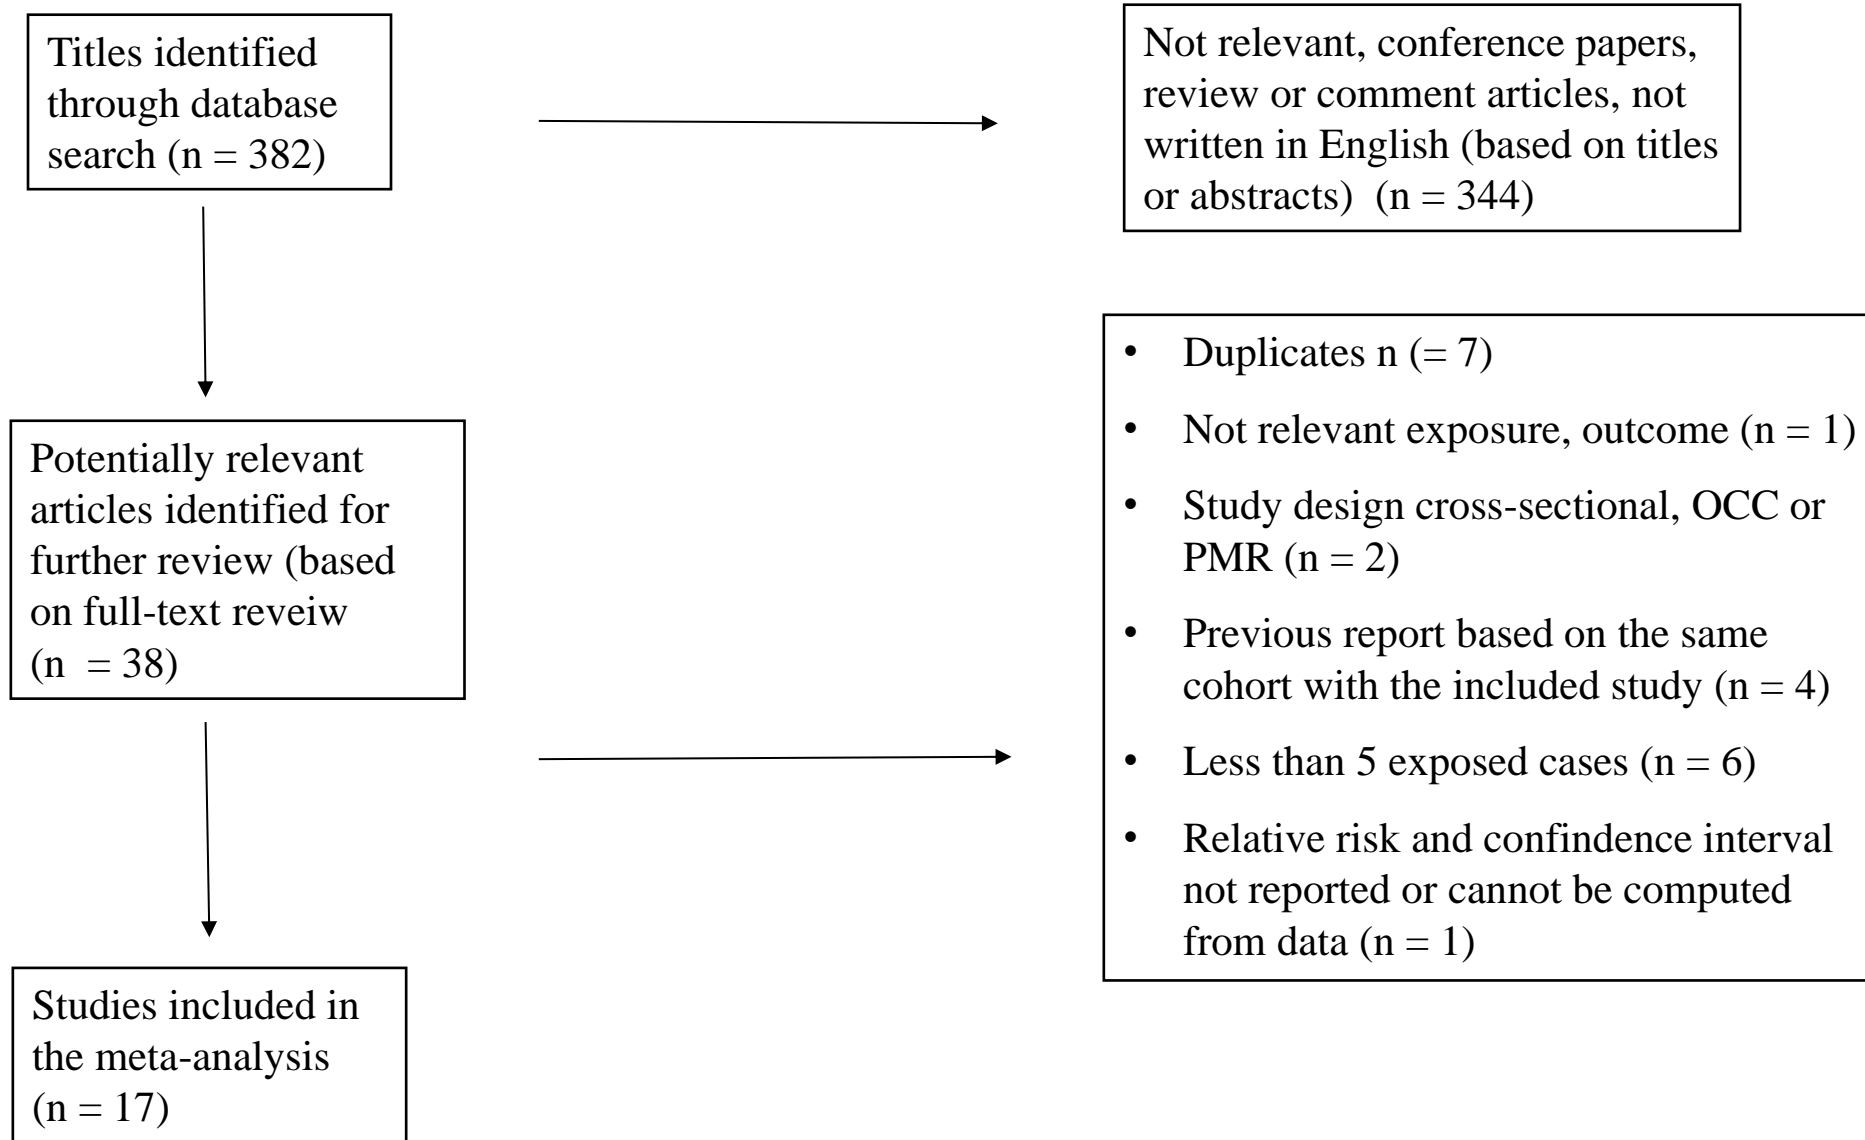 Titles identified
through database
search (n = 382)
Not relevant, conference papers,
review or comment articles, not
written in English (based on titles
or abstracts)  (n = 344)
Potentially relevant
articles identified for
further review (based
on full-text reveiw
(n  = 38)
• Duplicates n (= 7)
• Not relevant exposure, outcome (n = 1)
• Study design cross-sectional, OCC or
PMR (n = 2)
• Previous report based on the same
cohort with the included study (n = 4)
• Less than 5 exposed cases (n = 6)
• Relative risk and confindence interval
not reported or cannot be computed
from data (n = 1)
Studies included in
the meta-analysis
(n = 17)